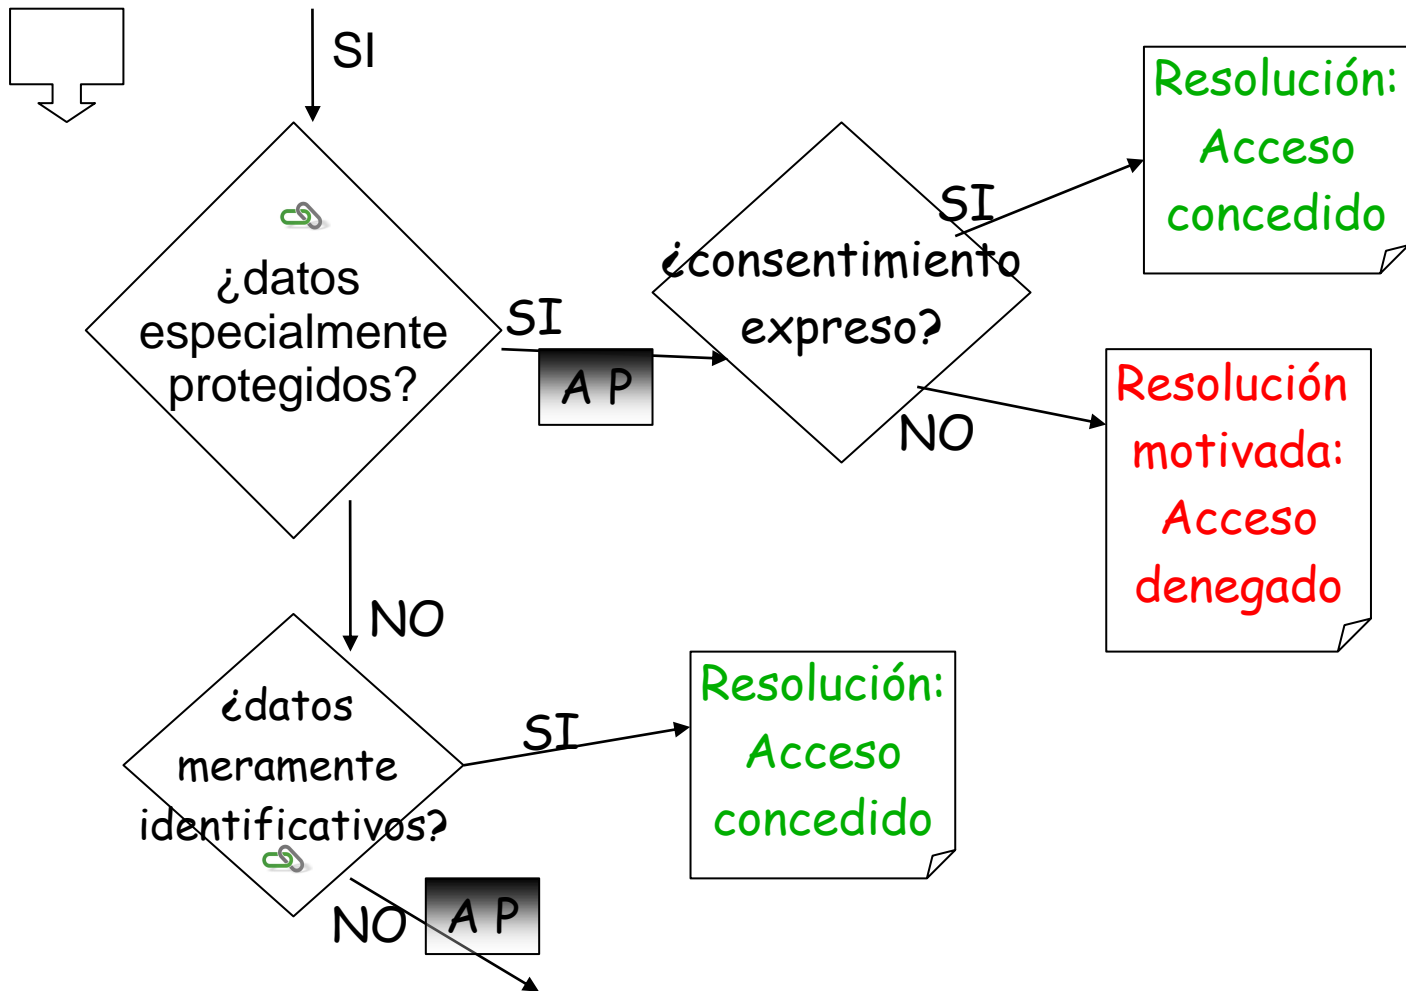 SI
¿datos
especialmente
protegidos?
SI
A P
¿consentimiento
expreso?
SI
Resolución:
Acceso
concedido
NO
Resolución
motivada:
Acceso
denegado
NO
¿datos
meramente
identificativos?
SI
Resolución:
Acceso
concedido
NO
A P